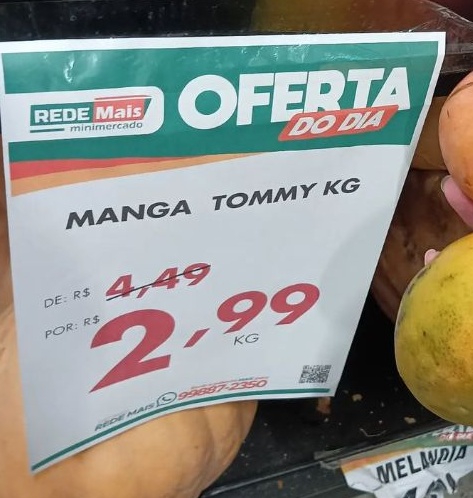 REDE Mais
minimercado
OFERTA
DO DIA
MANGA TOMMY KG
DE: R$ 4,49
POR: R$ 2,99
KG
REDE MAIS 99887-2350
MELANCIA